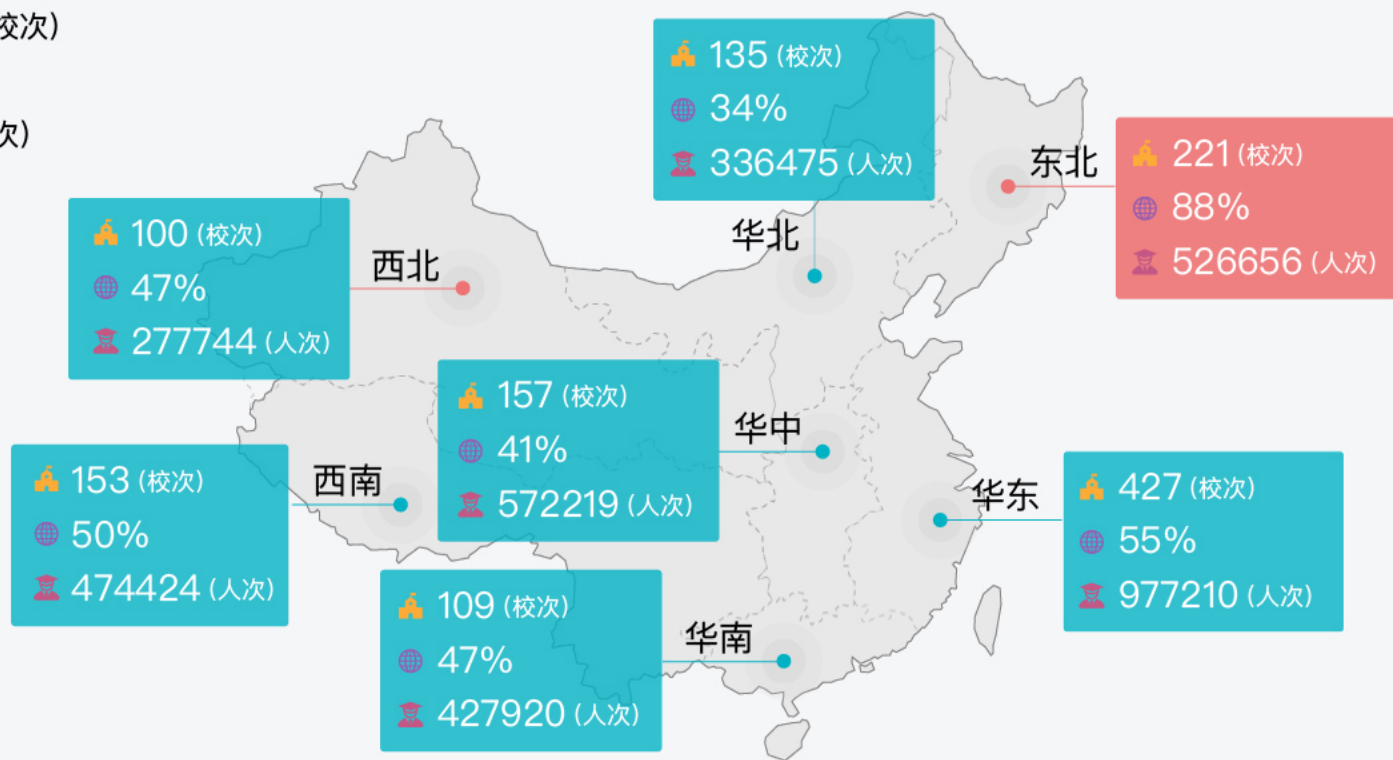 校次)
次)
135 (校次)
34%
336475 (人次)
华北
东北
221 (校次)
88%
526656 (人次)
100 (校次)
47%
277744 (人次)
西北
157 (校次)
41%
572219 (人次)
华中
153 (校次)
50%
474424 (人次)
西南
华东
427 (校次)
55%
977210 (人次)
109 (校次)
47%
427920 (人次)
华南